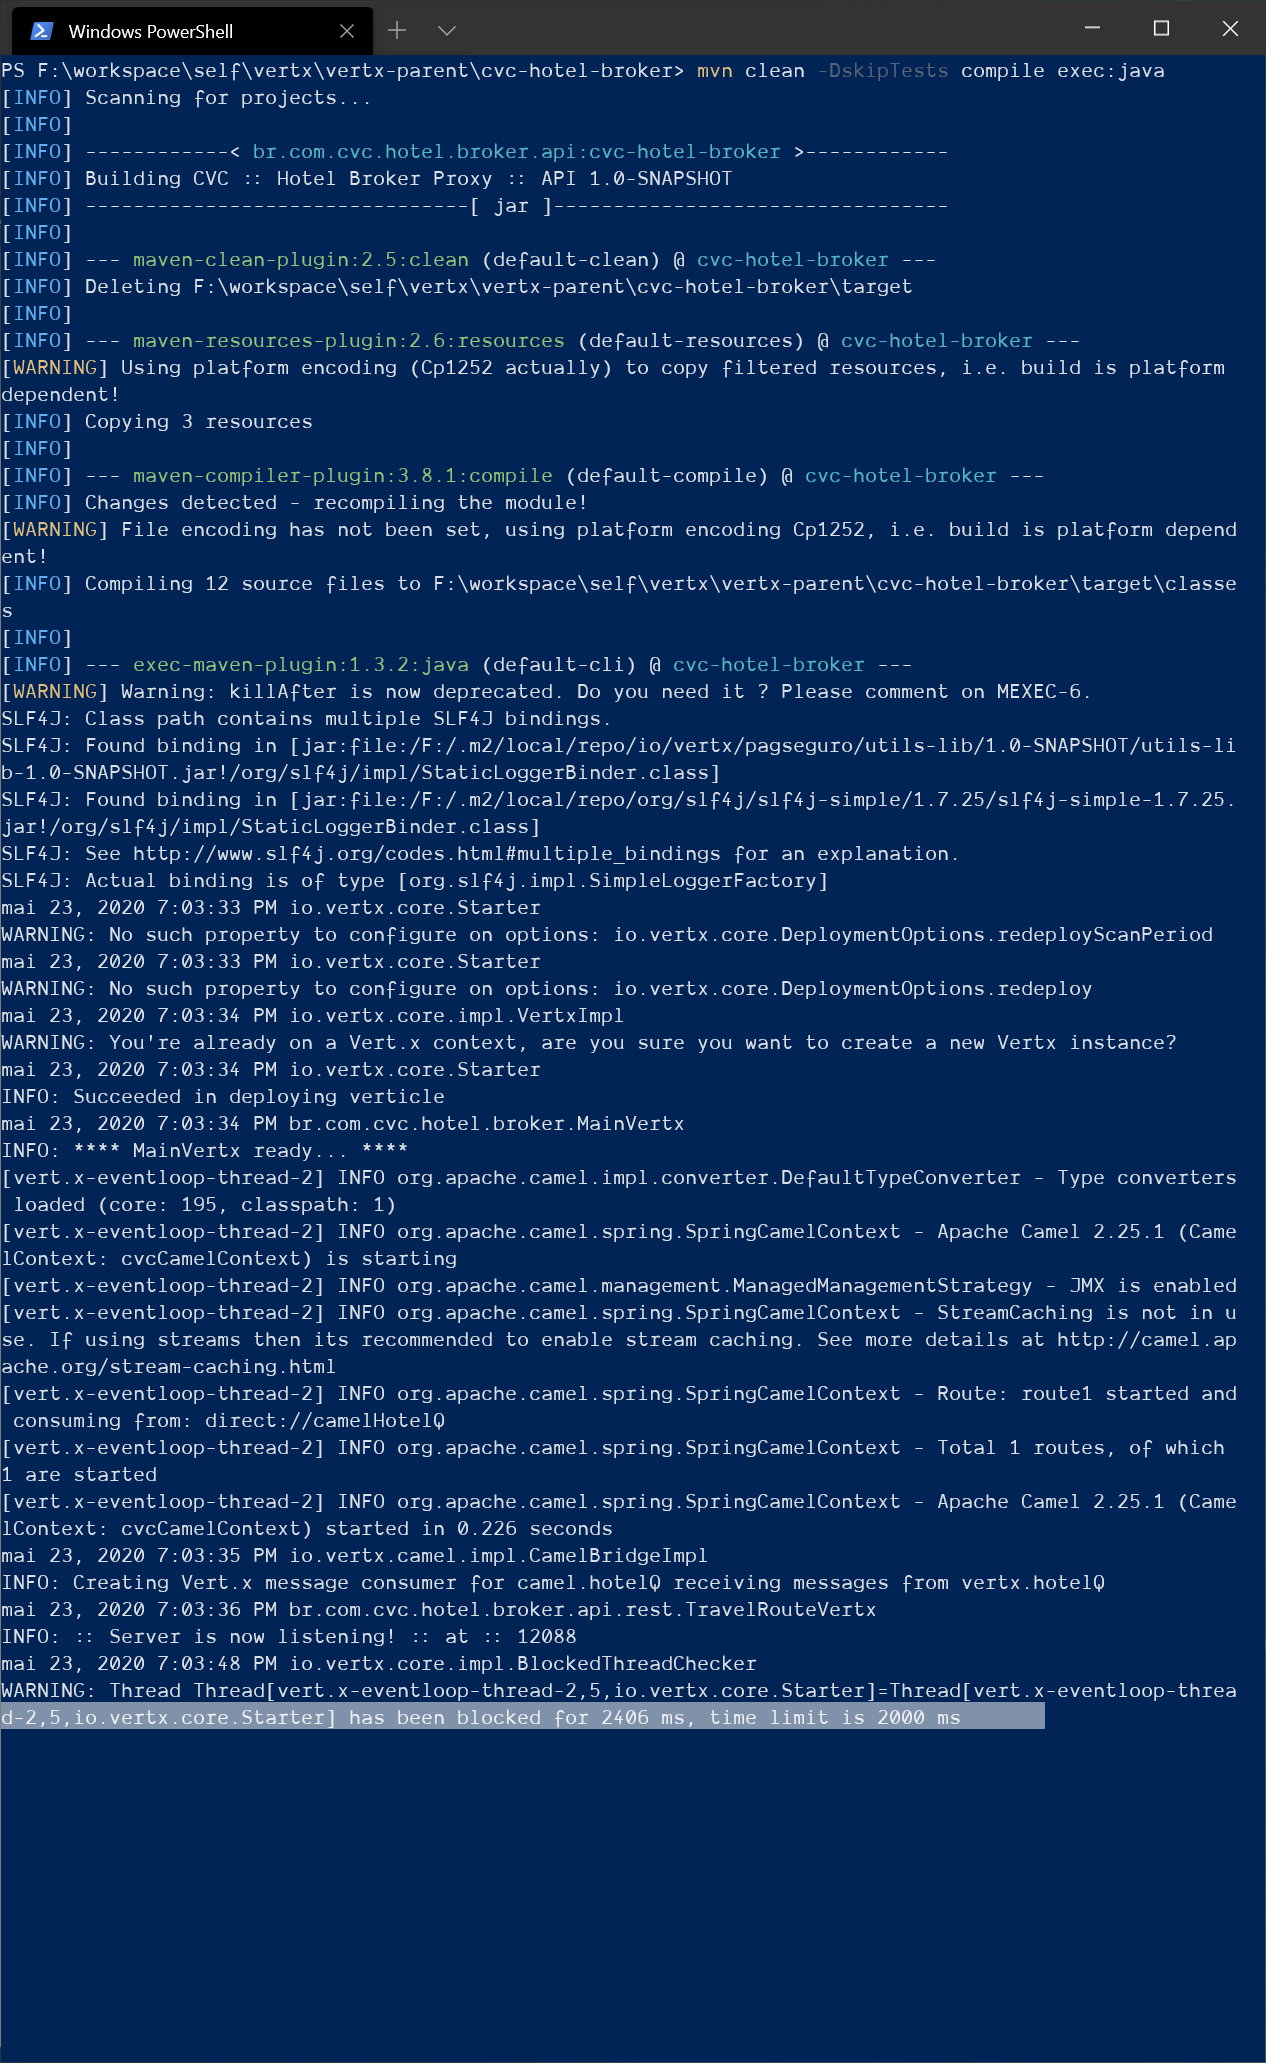 Windows PowerShell
PS F:\workspace\self\vertx\vertx-parent\cvc-hotel-broker> mvn clean -DskipTests compile exec:java
[INFO] Scanning for projects...
[INFO]
[INFO] ------------< br.com.cvc.hotel.broker.api:cvc-hotel-broker >------------
[INFO] Building CVC :: Hotel Broker Proxy :: API 1.0-SNAPSHOT
[INFO] --------------------------------[ jar ]---------------------------------
[INFO]
[INFO] --- maven-clean-plugin:2.5:clean (default-clean) @ cvc-hotel-broker ---
[INFO] Deleting F:\workspace\self\vertx\vertx-parent\cvc-hotel-broker\target
[INFO]
[INFO] --- maven-resources-plugin:2.6:resources (default-resources) @ cvc-hotel-broker ---
[WARNING] Using platform encoding (Cp1252 actually) to copy filtered resources, i.e. build is platform
dependent!
[INFO] Copying 3 resources
[INFO]
[INFO] --- maven-compiler-plugin:3.8.1:compile (default-compile) @ cvc-hotel-broker ---
[INFO] Changes detected - recompiling the module!
[WARNING] File encoding has not been set, using platform encoding Cp1252, i.e. build is platform depend
ent!
[INFO] Compiling 12 source files to F:\workspace\self\vertx\vertx-parent\cvc-hotel-broker\target\classe
s
[INFO]
[INFO] --- exec-maven-plugin:1.3.2:java (default-cli) @ cvc-hotel-broker ---
[WARNING] Warning: killAfter is now deprecated. Do you need it ? Please comment on MEXEC-6.
SLF4J: Class path contains multiple SLF4J bindings.
SLF4J: Found binding in [jar:file:/F:/.m2/local/repo/io/vertx/pagseguro/utils-lib/1.0-SNAPSHOT/utils-li
b-1.0-SNAPSHOT.jar!/org/slf4j/impl/StaticLoggerBinder.class]
SLF4J: Found binding in [jar:file:/F:/.m2/local/repo/org/slf4j/slf4j-simple/1.7.25/slf4j-simple-1.7.25.
jar!/org/slf4j/impl/StaticLoggerBinder.class]
SLF4J: See http://www.slf4j.org/codes.html#multiple_bindings for an explanation.
SLF4J: Actual binding is of type [org.slf4j.impl.SimpleLoggerFactory]
mai 23, 2020 7:03:33 PM io.vertx.core.Starter
WARNING: No such property to configure on options: io.vertx.core.DeploymentOptions.redeployScanPeriod
mai 23, 2020 7:03:33 PM io.vertx.core.Starter
WARNING: No such property to configure on options: io.vertx.core.DeploymentOptions.redeploy
mai 23, 2020 7:03:34 PM io.vertx.core.impl.VertxImpl
WARNING: You're already on a Vert.x context, are you sure you want to create a new Vertx instance?
mai 23, 2020 7:03:34 PM io.vertx.core.Starter
INFO: Succeeded in deploying verticle
mai 23, 2020 7:03:34 PM br.com.cvc.hotel.broker.MainVertx
INFO: **** MainVertx ready... ****
[vert.x-eventloop-thread-2] INFO org.apache.camel.impl.converter.DefaultTypeConverter - Type converters
 loaded (core: 195, classpath: 1)
[vert.x-eventloop-thread-2] INFO org.apache.camel.spring.SpringCamelContext - Apache Camel 2.25.1 (Came
lContext: cvcCamelContext) is starting
[vert.x-eventloop-thread-2] INFO org.apache.camel.management.ManagedManagementStrategy - JMX is enabled
[vert.x-eventloop-thread-2] INFO org.apache.camel.spring.SpringCamelContext - StreamCaching is not in u
se. If using streams then its recommended to enable stream caching. See more details at http://camel.ap
ache.org/stream-caching.html
[vert.x-eventloop-thread-2] INFO org.apache.camel.spring.SpringCamelContext - Route: route1 started and
 consuming from: direct://camelHotelQ
[vert.x-eventloop-thread-2] INFO org.apache.camel.spring.SpringCamelContext - Total 1 routes, of which
1 are started
[vert.x-eventloop-thread-2] INFO org.apache.camel.spring.SpringCamelContext - Apache Camel 2.25.1 (Came
lContext: cvcCamelContext) started in 0.226 seconds
mai 23, 2020 7:03:35 PM io.vertx.camel.impl.CamelBridgeImpl
INFO: Creating Vert.x message consumer for camel.hotelQ receiving messages from vertx.hotelQ
mai 23, 2020 7:03:36 PM br.com.cvc.hotel.broker.api.rest.TravelRouteVertx
INFO: :: Server is now listening! :: at :: 12088
mai 23, 2020 7:03:48 PM io.vertx.core.impl.BlockedThreadChecker
WARNING: Thread Thread[vert.x-eventloop-thread-2,5,io.vertx.core.Starter]=Thread[vert.x-eventloop-threa
d-2,5,io.vertx.core.Starter] has been blocked for 2406 ms, time limit is 2000 ms